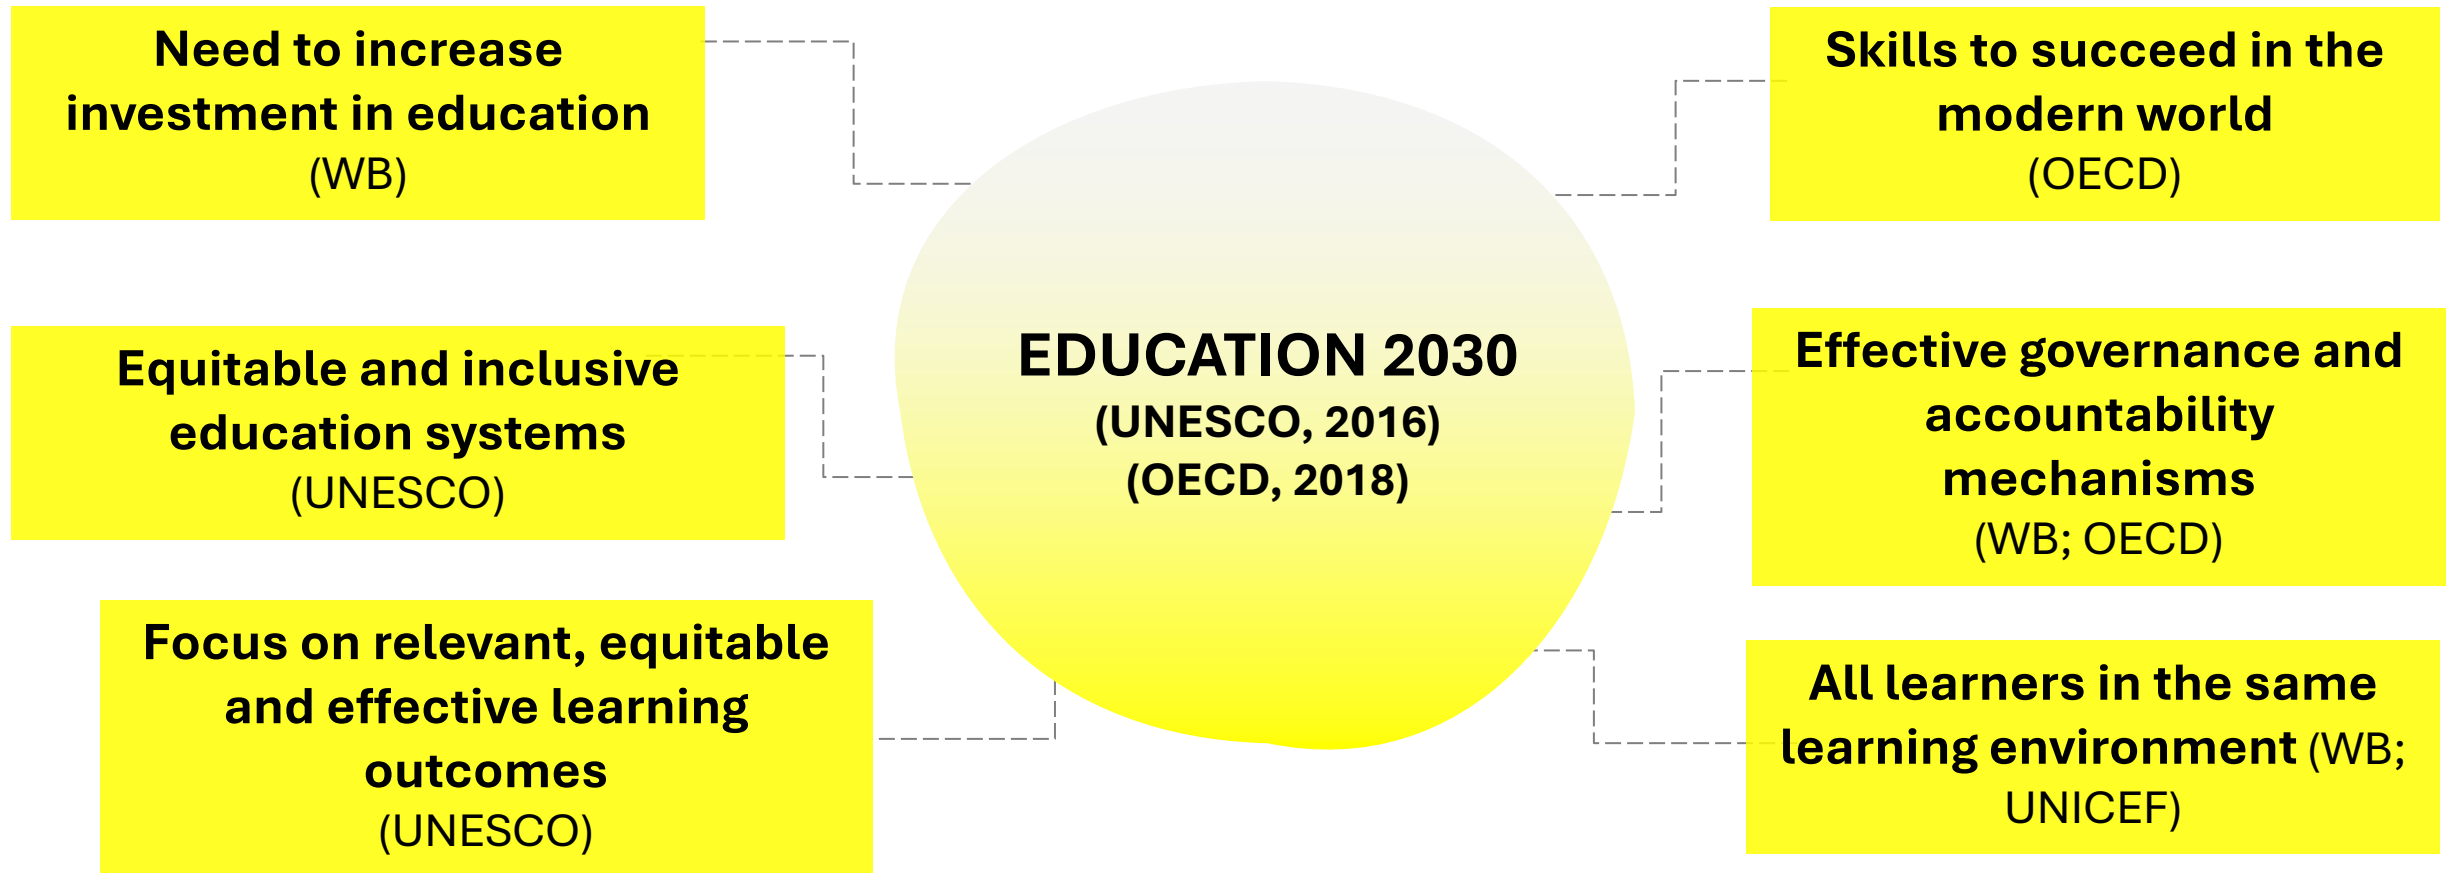 Need to increase
investment in education
(WB)
Equitable and inclusive
education systems
(UNESCO)
Focus on relevant, equitable
and effective learning
outcomes
(UNESCO)
EDUCATION 2030
(UNESCO, 2016)
(OECD, 2018)
Skills to succeed in the
modern world
(OECD)
Effective governance and
accountability
mechanisms
(WB; OECD)
All learners in the same
learning environment (WB;
UNICEF)